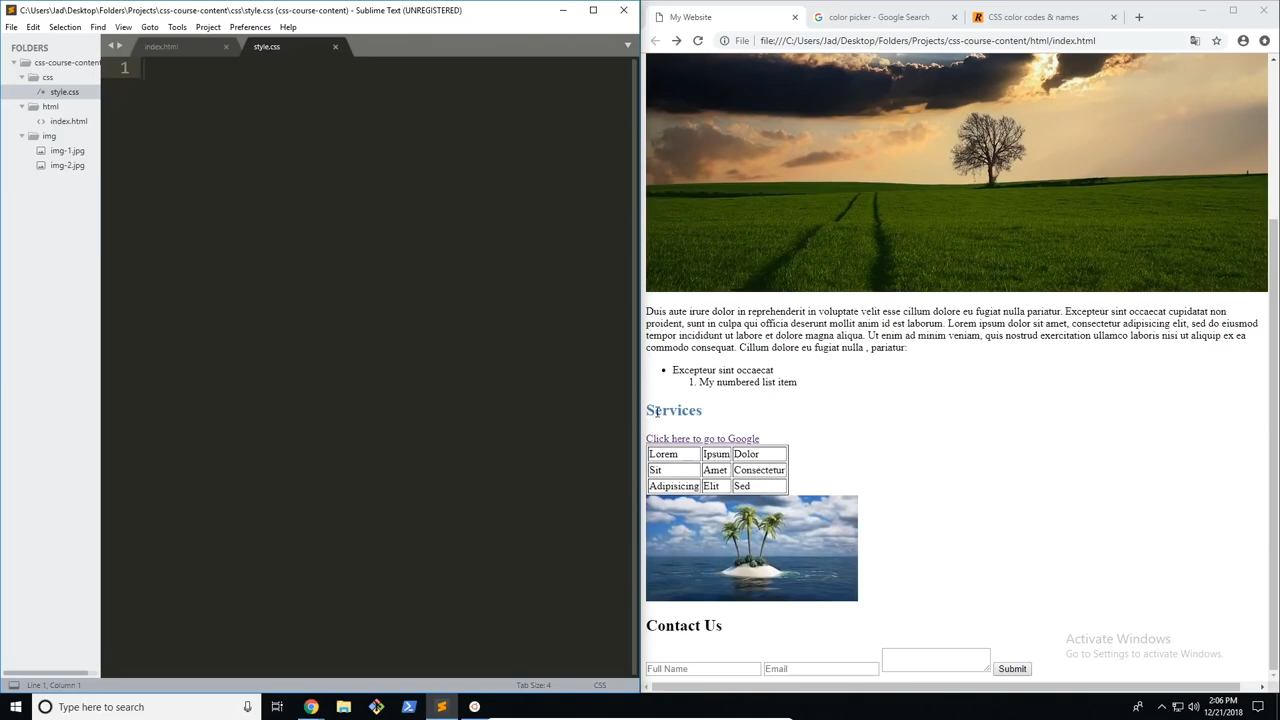 C:\Users\Jad\Desktop\Folders\Projects\css-course-content\css\style.css (css-course-content) - Sublime Text (UNREGISTERED)
File Edit Selection Find View Goto Tools Project Preferences Help
FOLDERS
css-course-content
css
style.css
html
index.html
img
img-1.jpg
img-2.jpg
index.html
style.css
1
Line 1, Column 1
Tab Size: 4
CSS
My Website
color picker - Google Search
CSS color codes & names
File
file:///C:/Users/Jad/Desktop/Folders/Projects/css-course-content/html/index.html
Duis aute irure dolor in reprehenderit in voluptate velit esse cillum dolore eu fugiat nulla pariatur. Excepteur sint occaecat cupidatat non
proident, sunt in culpa qui officia deserunt mollit anim id est laborum. Lorem ipsum dolor sit amet, consectetur adipisicing elit, sed do eiusmod
tempor incididunt ut labore et dolore magna aliqua. Ut enim ad minim veniam, quis nostrud exercitation ullamco laboris nisi ut aliquip ex ea
commodo consequat. Cillum dolore eu fugiat nulla , pariatur:
Excepteur sint occaecat
1. My numbered list item
Services
Click here to go to Google
Lorem Ipsum Dolor
Sit Amet Consectetur
Adipisicing Elit Sed
Contact Us
Full Name
Email
Submit
Activate Windows
Go to Settings to activate Windows.
Type here to search
2:06 PM
12/21/2018